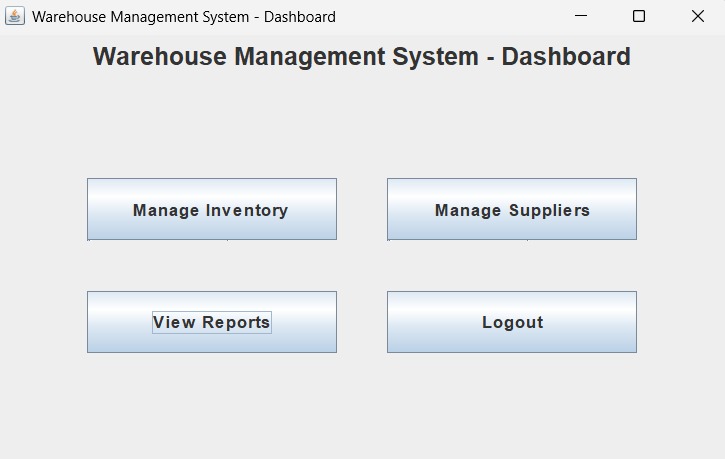 Warehouse Management System - Dashboard
Warehouse Management System - Dashboard
Manage Inventory
Manage Suppliers
View Reports
Logout